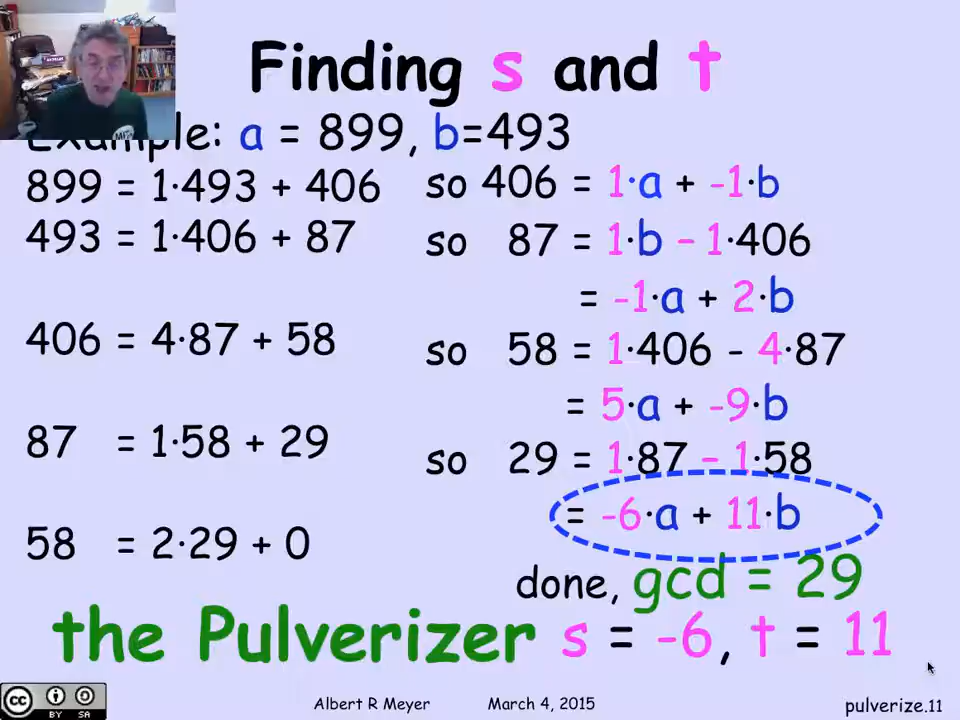 Finding s and t
Example: a = 899, b=493
899 = 1·493 + 406 so 406 = 1·a + -1·b
493 = 1·406 + 87 so 87 = 1·b – 1·406
= -1·a + 2·b
406 = 4·87 + 58 so 58 = 1·406 - 4·87
= 5·a + -9·b
87 = 1·58 + 29 so 29 = 1·87 – 1·58
= -6·a + 11·b
58 = 2·29 + 0
done, gcd = 29
the Pulverizer s = -6, t = 11
cc BY SA Albert R Meyer March 4, 2015 pulverize.11